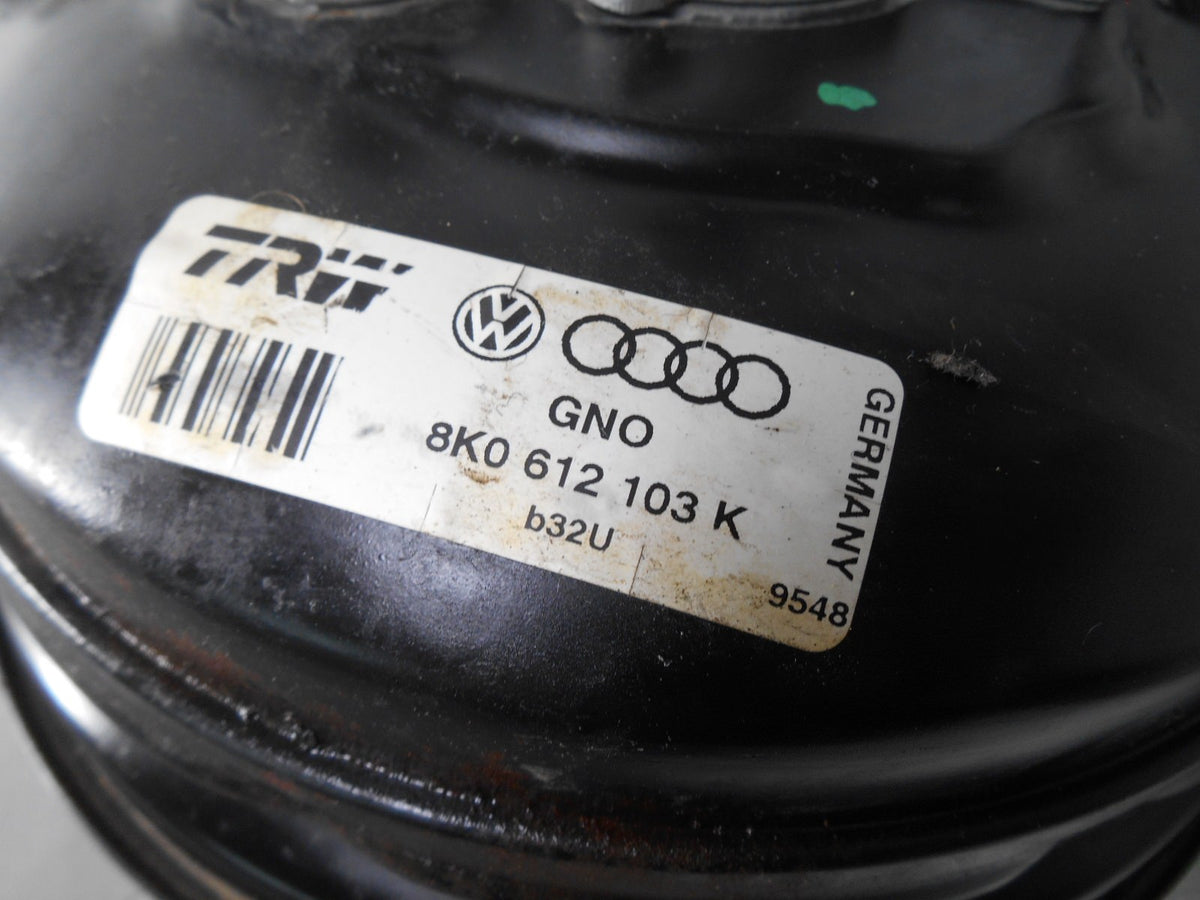 TRW
GNO
8K0 612 103 K
b32U
GERMANY
9548